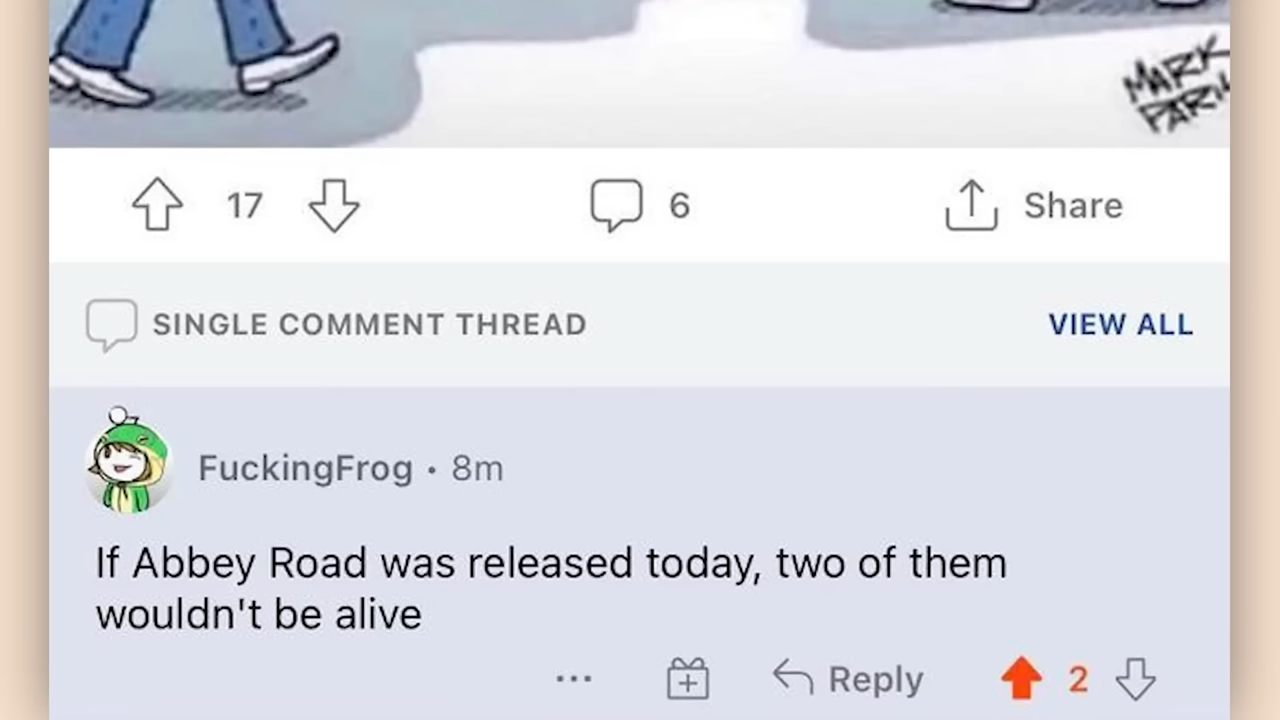 MARK
17
6
Share
SINGLE COMMENT THREAD
VIEW ALL
FuckingFrog • 8m
If Abbey Road was released today, two of them
wouldn't be alive
Reply
2